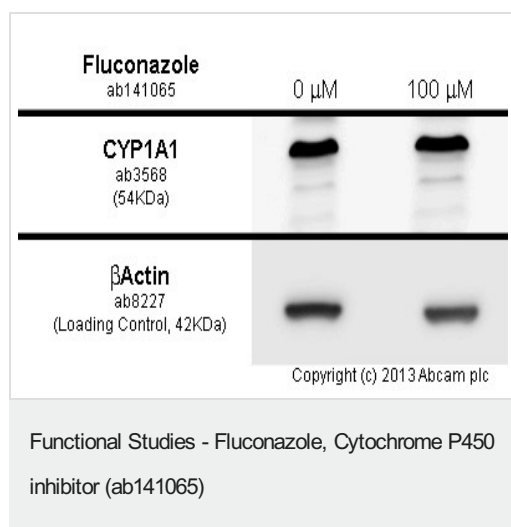 Fluconazole
ab141065
0 µM 100 µM
CYP1A1
ab3568
(54KDa)
βActin
ab8227
(Loading Control, 42KDa)
Copyright (c) 2013 Abcam plc
Functional Studies - Fluconazole, Cytochrome P450
inhibitor (ab141065)